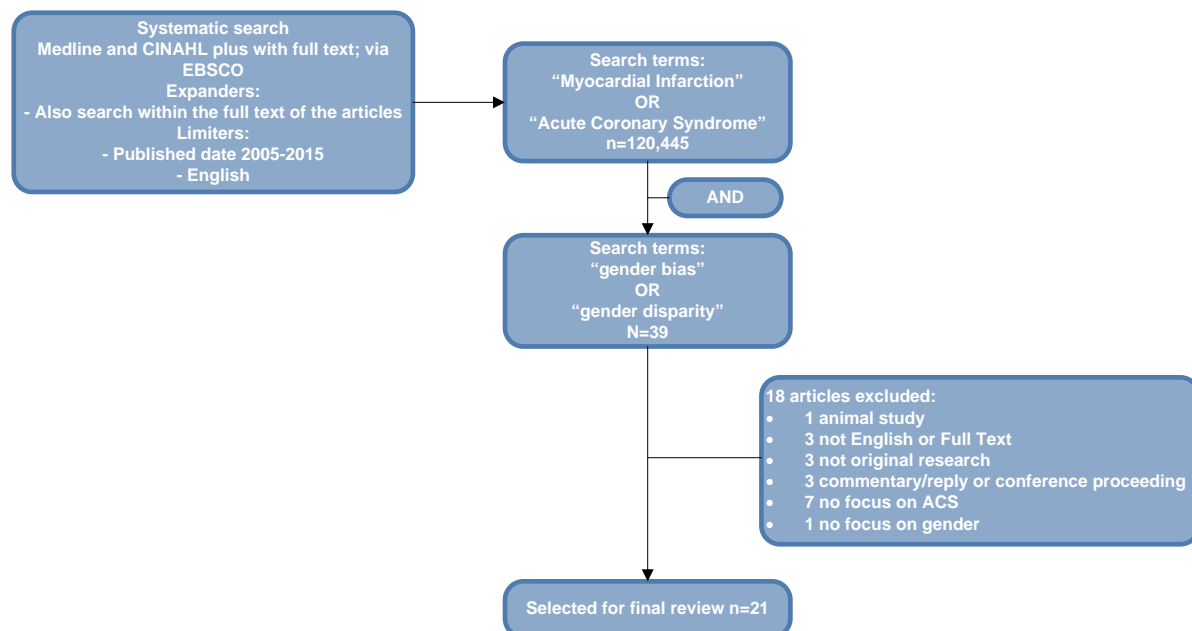 Systematic search
Medline and CINAHL plus with full text; via
EBSCO
Expanders:
- Also search within the full text of the articles
Limiters:
- Published date 2005-2015
- English
Search terms:
“Myocardial Infarction”
OR
“Acute Coronary Syndrome”
n=120,445
AND
Search terms:
“gender bias”
OR
“gender disparity”
N=39
18 articles excluded:
• 1 animal study
• 3 not English or Full Text
• 3 not original research
• 3 commentary/reply or conference proceeding
• 7 no focus on ACS
• 1 no focus on gender
Selected for final review n=21